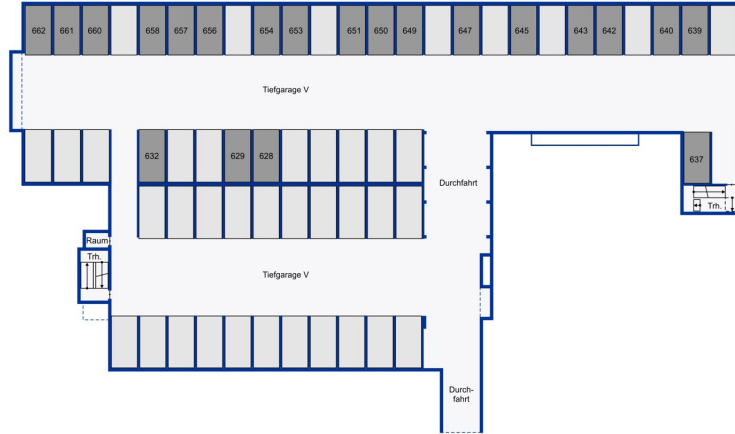 662 661 660 658 657 656 654 653 651 650 649 647 645 643 642 640 639
Tiefgarage V
632 629 628
637
Durchfahrt
Trh.
Raum
Trh.
Tiefgarage V
Durch-
fahrt